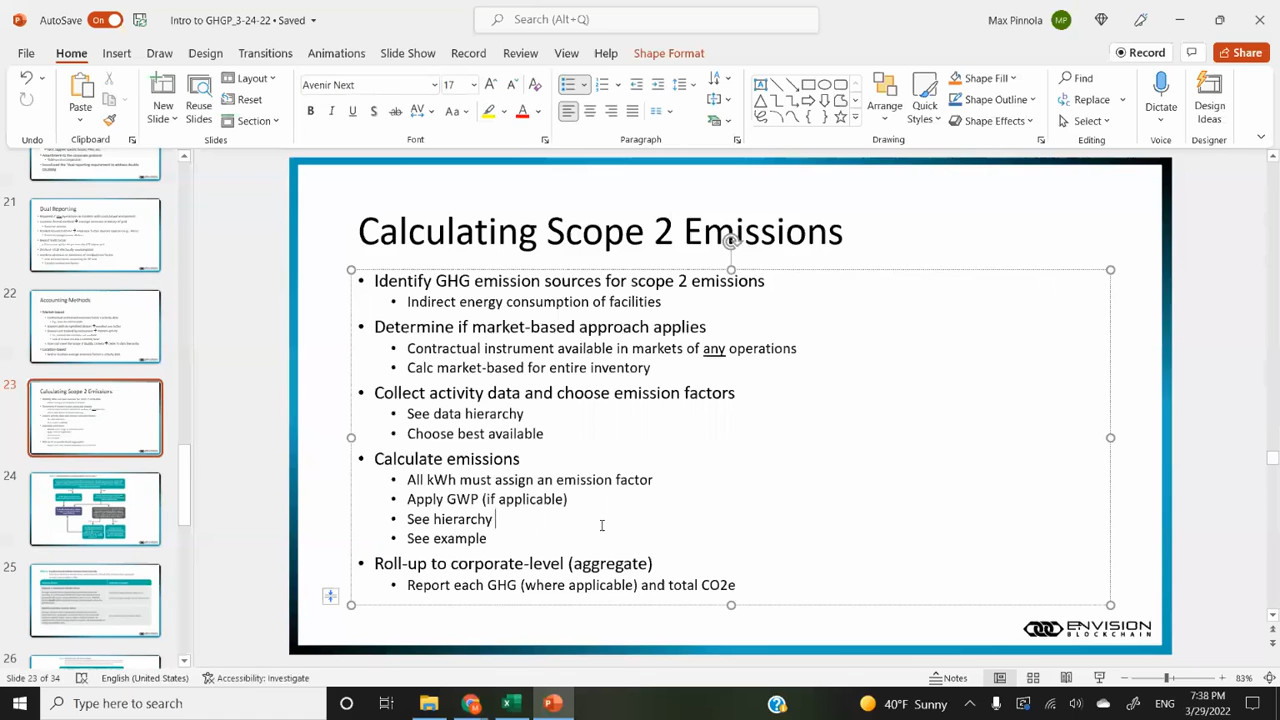 AutoSave On Intro to GHGP_3-24-22 • Saved Search (Alt+Q) Max Pinnola MP
File Home Insert Draw Design Transitions Animations Slide Show Record Review View Help Shape Format Record Share
Paste New Slide Reuse Slides Layout Reset Section Avenir Next 17 Arrange Quick Styles Shape Fill Shape Outline Shape Effects Find Replace Select Dictate Design Ideas
Undo Clipboard Slides Font Paragraph Drawing Editing Voice Designer
21
Dual Reporting
22
Accounting Methods
23
Calculating Scope 2 Emissions
24
25
26
Calculating Scope 2 Emissions
• Identify GHG emission sources for scope 2 emissions
• Indirect energy consumption of facilities
• Determine if market-based approach applies
• Contractual instrument available in markets of any operations
• Calc market-based for entire inventory
• Collect activity data and choose emission factors
• See data hierarchy
• Choose best available
• Calculate emissions
• All kWh must assign an emission factor
• Apply GWP (if applicable)
• See hierarchy
• See example
• Roll-up to corporate-level (aggregate)
• Report each GHG (where applicable) and total CO2e
ENVISION
BLOCKCHAIN
Slide 23 of 34 English (United States) Accessibility: Investigate Notes 83%
Type here to search 40°F Sunny 7:38 PM
3/29/2022